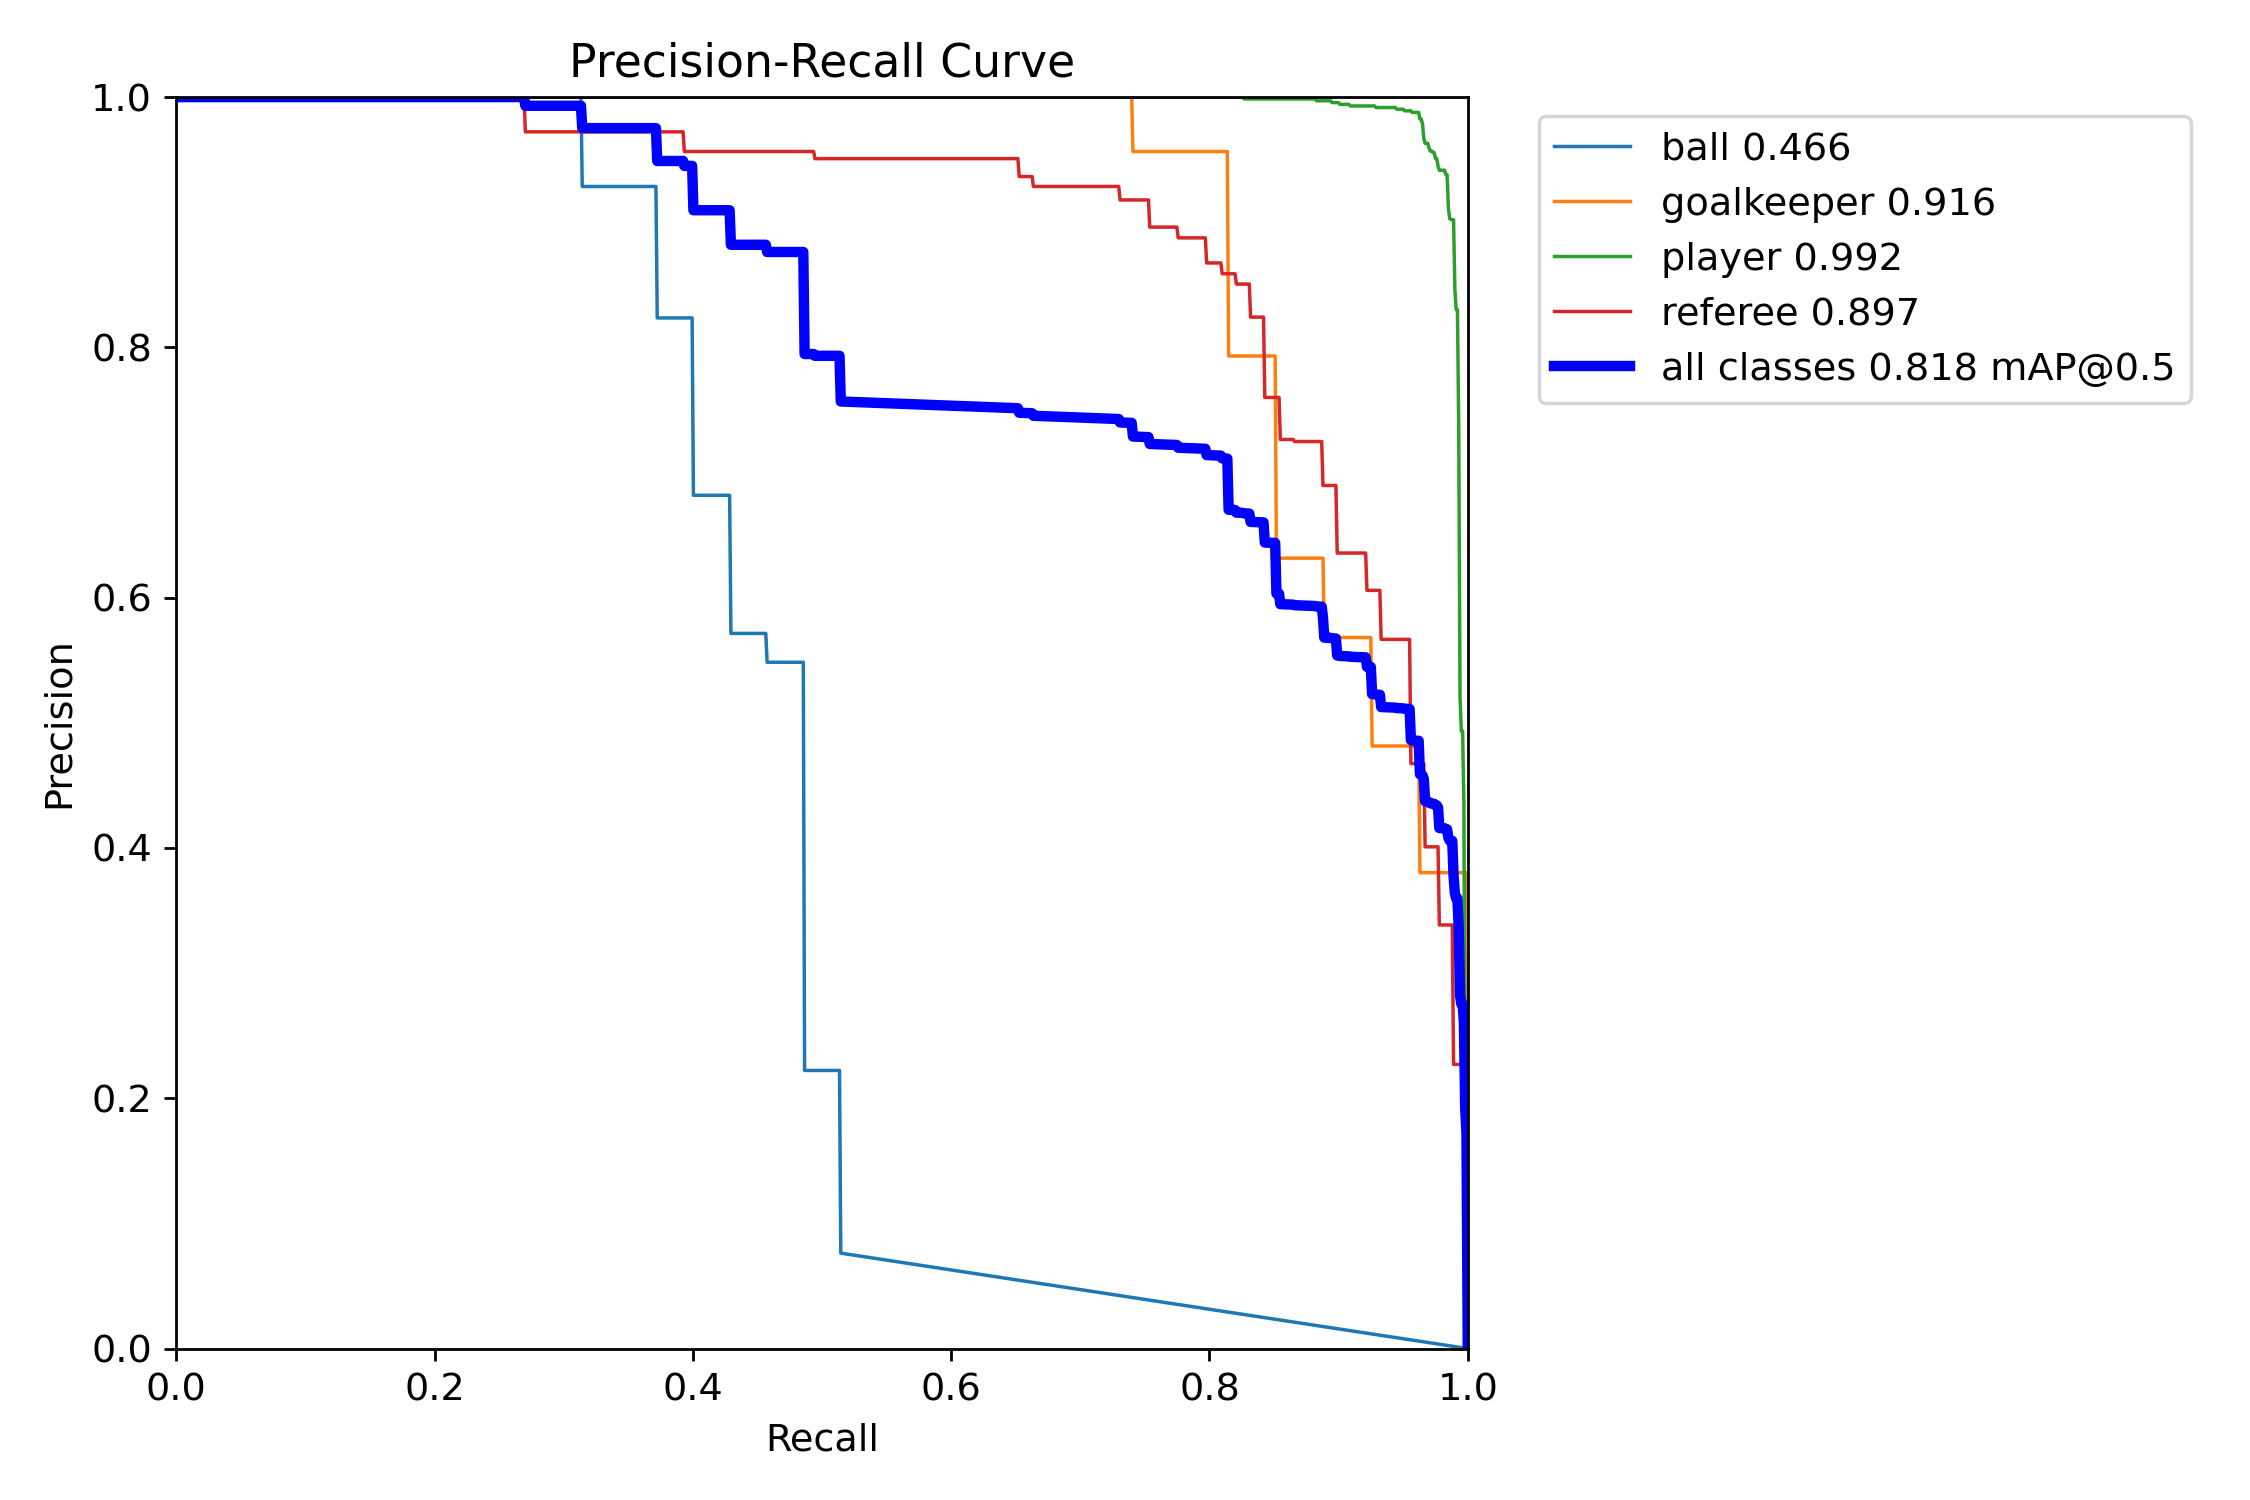 Precision-Recall Curve
1.0
0.8
0.6
0.4
0.2
0.0
Precision
0.0 0.2 0.4 0.6 0.8 1.0
Recall
ball 0.466
goalkeeper 0.916
player 0.992
referee 0.897
all classes 0.818 mAP@0.5